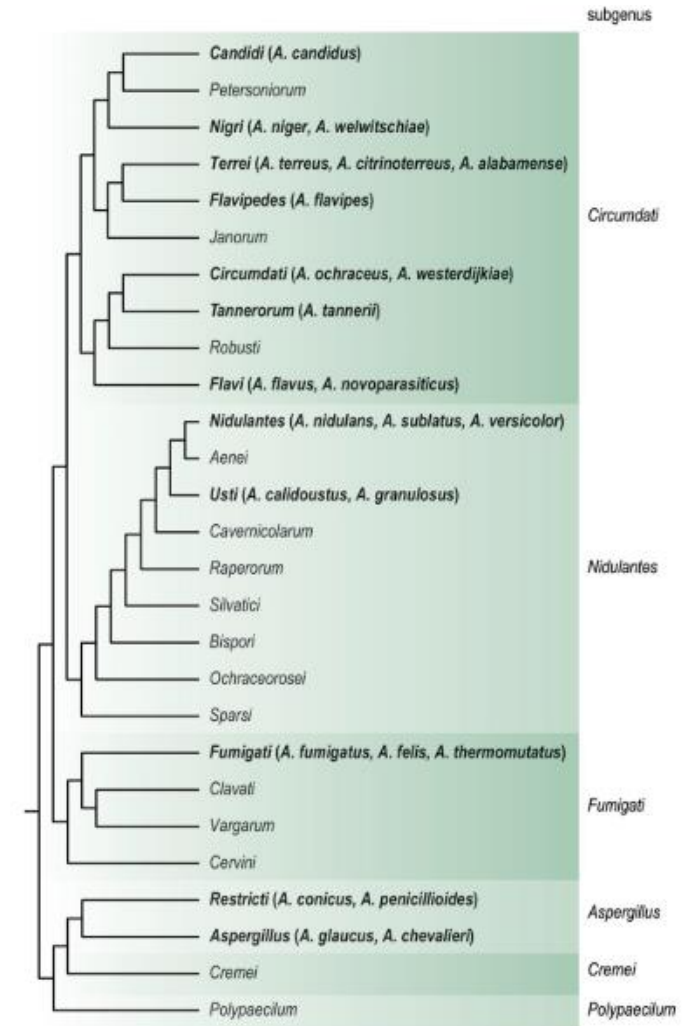 subgenus
Candidi (A. candidus)
Petersoniorum
Nigri (A. niger, A. welwitschiae)
Terrei (A. terreus, A. citrinoterreus, A. alabamense)
Flavipedes (A. flavipes)
Janorum
Circumdati
Circumdati (A. ochraceus, A. westerdijkiae)
Tannerorum (A. tannerii)
Robusti
Flavi (A. flavus, A. novoparasiticus)
Nidulantes (A. nidulans, A. sublatus, A. versicolor)
Aenei
Usti (A. calidoustus, A. granulosus)
Cavernicolarum
Raperorum
Nidulantes
Silvatici
Bispori
Ochraceorosei
Sparsi
Fumigati (A. fumigatus, A. felis, A. thermomutatus)
Clavati
Fumigati
Vargarum
Cervini
Restricti (A. conicus, A. penicillioides)
Aspergillus
Aspergillus (A. glaucus, A. chevalieri)
Cremei Cremei
Polypaecilum Polypaecilum